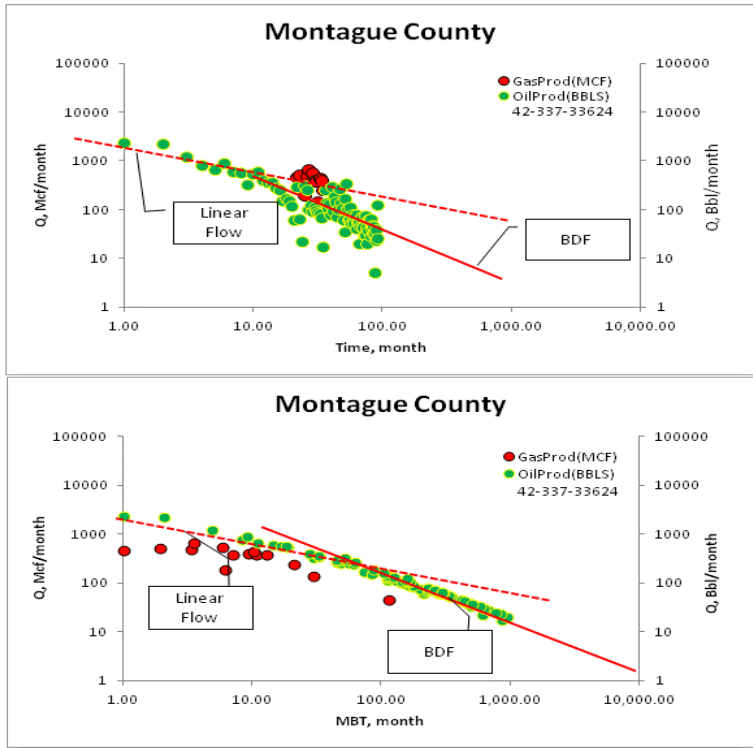 Montague County
100000
10000
1000
100
10
1
Q, Mcf/month
GasProd(MCF)
OilProd(BBLS)
42-337-33624
Linear
Flow
BDF
100000
10000
1000
100
10
1
Q, Bbl/month
1.00
10.00
100.00
1,000.00
10,000.00
Time, month
Montague County
100000
10000
1000
100
10
1
Q, Mcf/month
GasProd(MCF)
OilProd(BBLS)
42-337-33624
Linear
Flow
BDF
100000
10000
1000
100
10
1
Q, Bbl/month
1.00
10.00
100.00
1,000.00
10,000.00
MBT, month